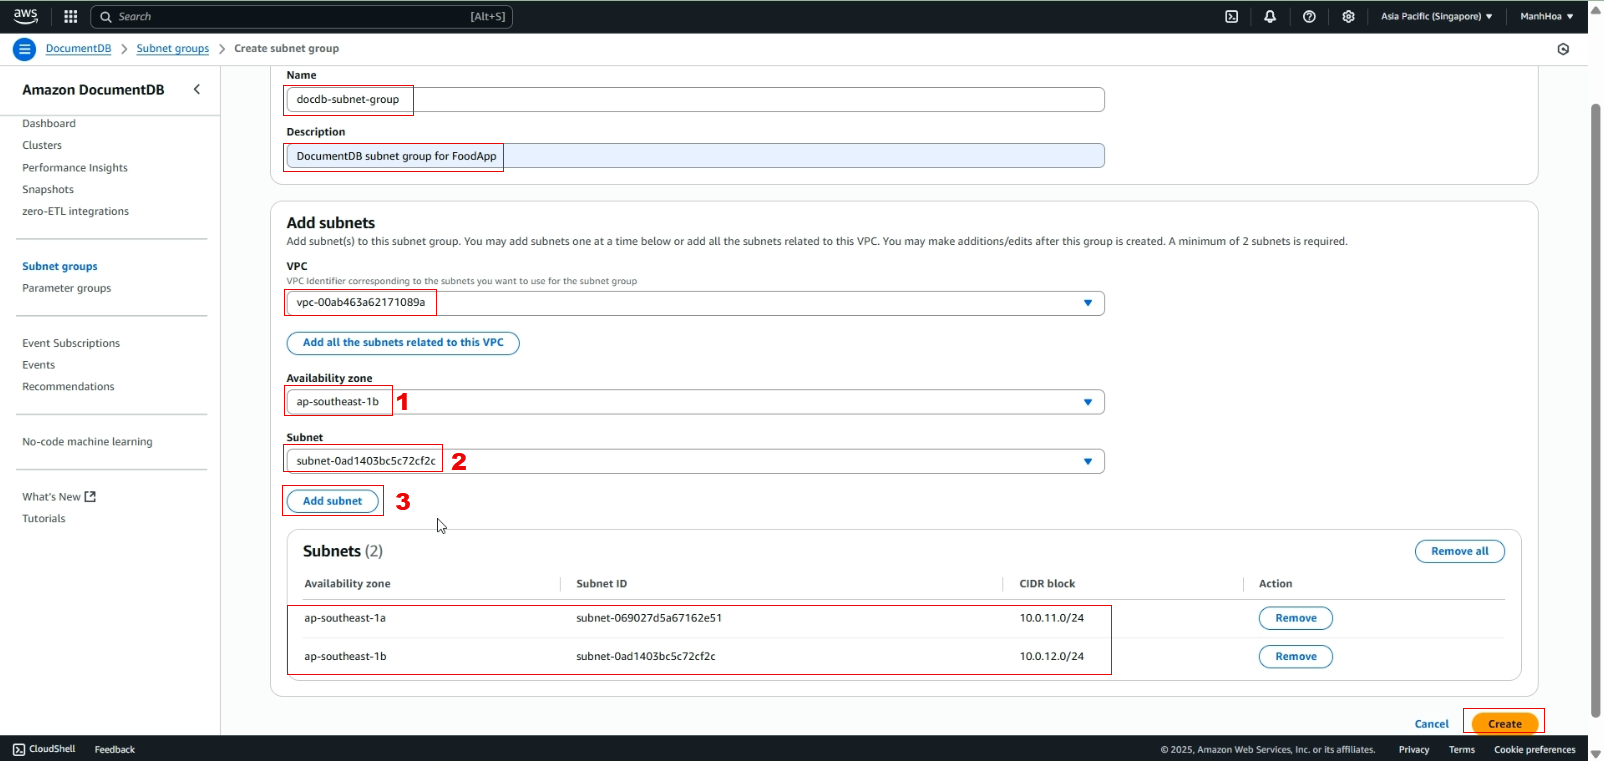 aws Search [Alt+S] Asia Pacific (Singapore) ManhHoa
DocumentDB Subnet groups Create subnet group
Amazon DocumentDB
Dashboard
Clusters
Performance Insights
Snapshots
zero-ETL integrations
Subnet groups
Parameter groups
Event Subscriptions
Events
Recommendations
No-code machine learning
What's New
Tutorials
Name
docdb-subnet-group
Description
DocumentDB subnet group for FoodApp
Add subnets
Add subnet(s) to this subnet group. You may add subnets one at a time below or add all the subnets related to this VPC. You may make additions/edits after this group is created. A minimum of 2 subnets is required.
VPC
VPC Identifier corresponding to the subnets you want to use for the subnet group
vpc-00ab463a62171089a
Add all the subnets related to this VPC
Availability zone
ap-southeast-1b 1
Subnet
subnet-0ad1403bc5c72cf2c 2
Add subnet 3
Subnets (2) Remove all
Availability zone Subnet ID CIDR block Action
ap-southeast-1a subnet-069027d5a67162e51 10.0.11.0/24 Remove
ap-southeast-1b subnet-0ad1403bc5c72cf2c 10.0.12.0/24 Remove
Cancel Create
CloudShell Feedback © 2025, Amazon Web Services, Inc. or its affiliates. Privacy Terms Cookie preferences